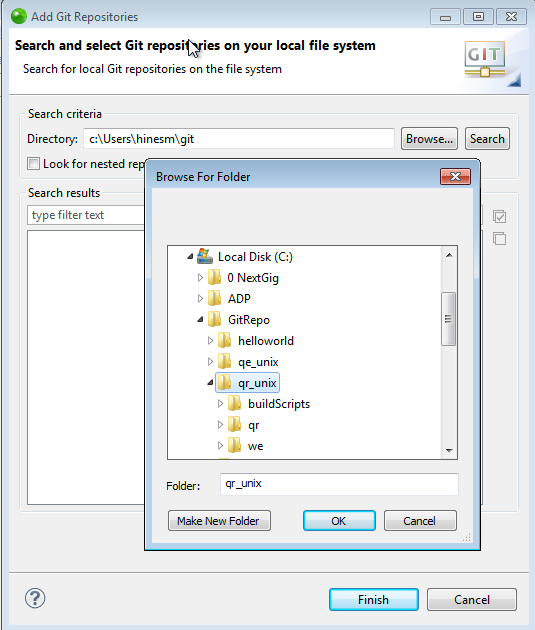 Add Git Repositories
Search and select Git repositories on your local file system
Search for local Git repositories on the file system
GIT
Search criteria
Directory: c:\Users\hinesm\git Browse... Search
Look for nested rep
Search results
type filter text
Browse For Folder
Local Disk (C:)
0 NextGig
ADP
GitRepo
helloworld
qe_unix
qr_unix
buildScripts
qr
we
Folder: qr_unix
Make New Folder OK Cancel
? Finish Cancel